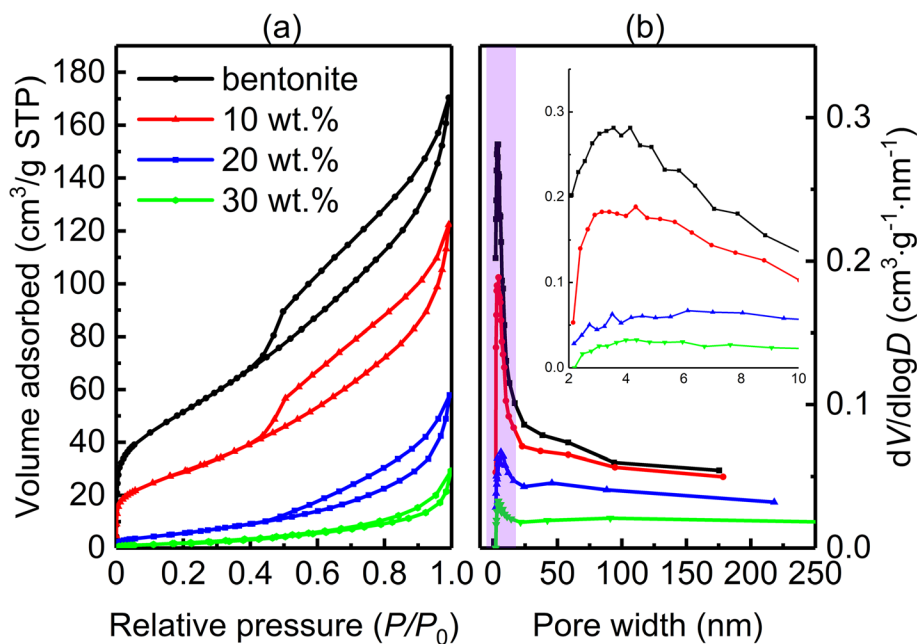 (a)
Volume adsorbed (cm³/g STP)
180
160
140
120
100
80
60
40
20
0
bentonite
10 wt.%
20 wt.%
30 wt.%
0 0.2 0.4 0.6 0.8 1.0
Relative pressure (P/P₀)
(b)
0.3
0.2
0.1
0.0
2 4 6 8 10
0.3
0.2
0.1
0.0
dV/dlogD (cm³·g⁻¹·nm⁻¹)
0 50 100 150 200 250
Pore width (nm)